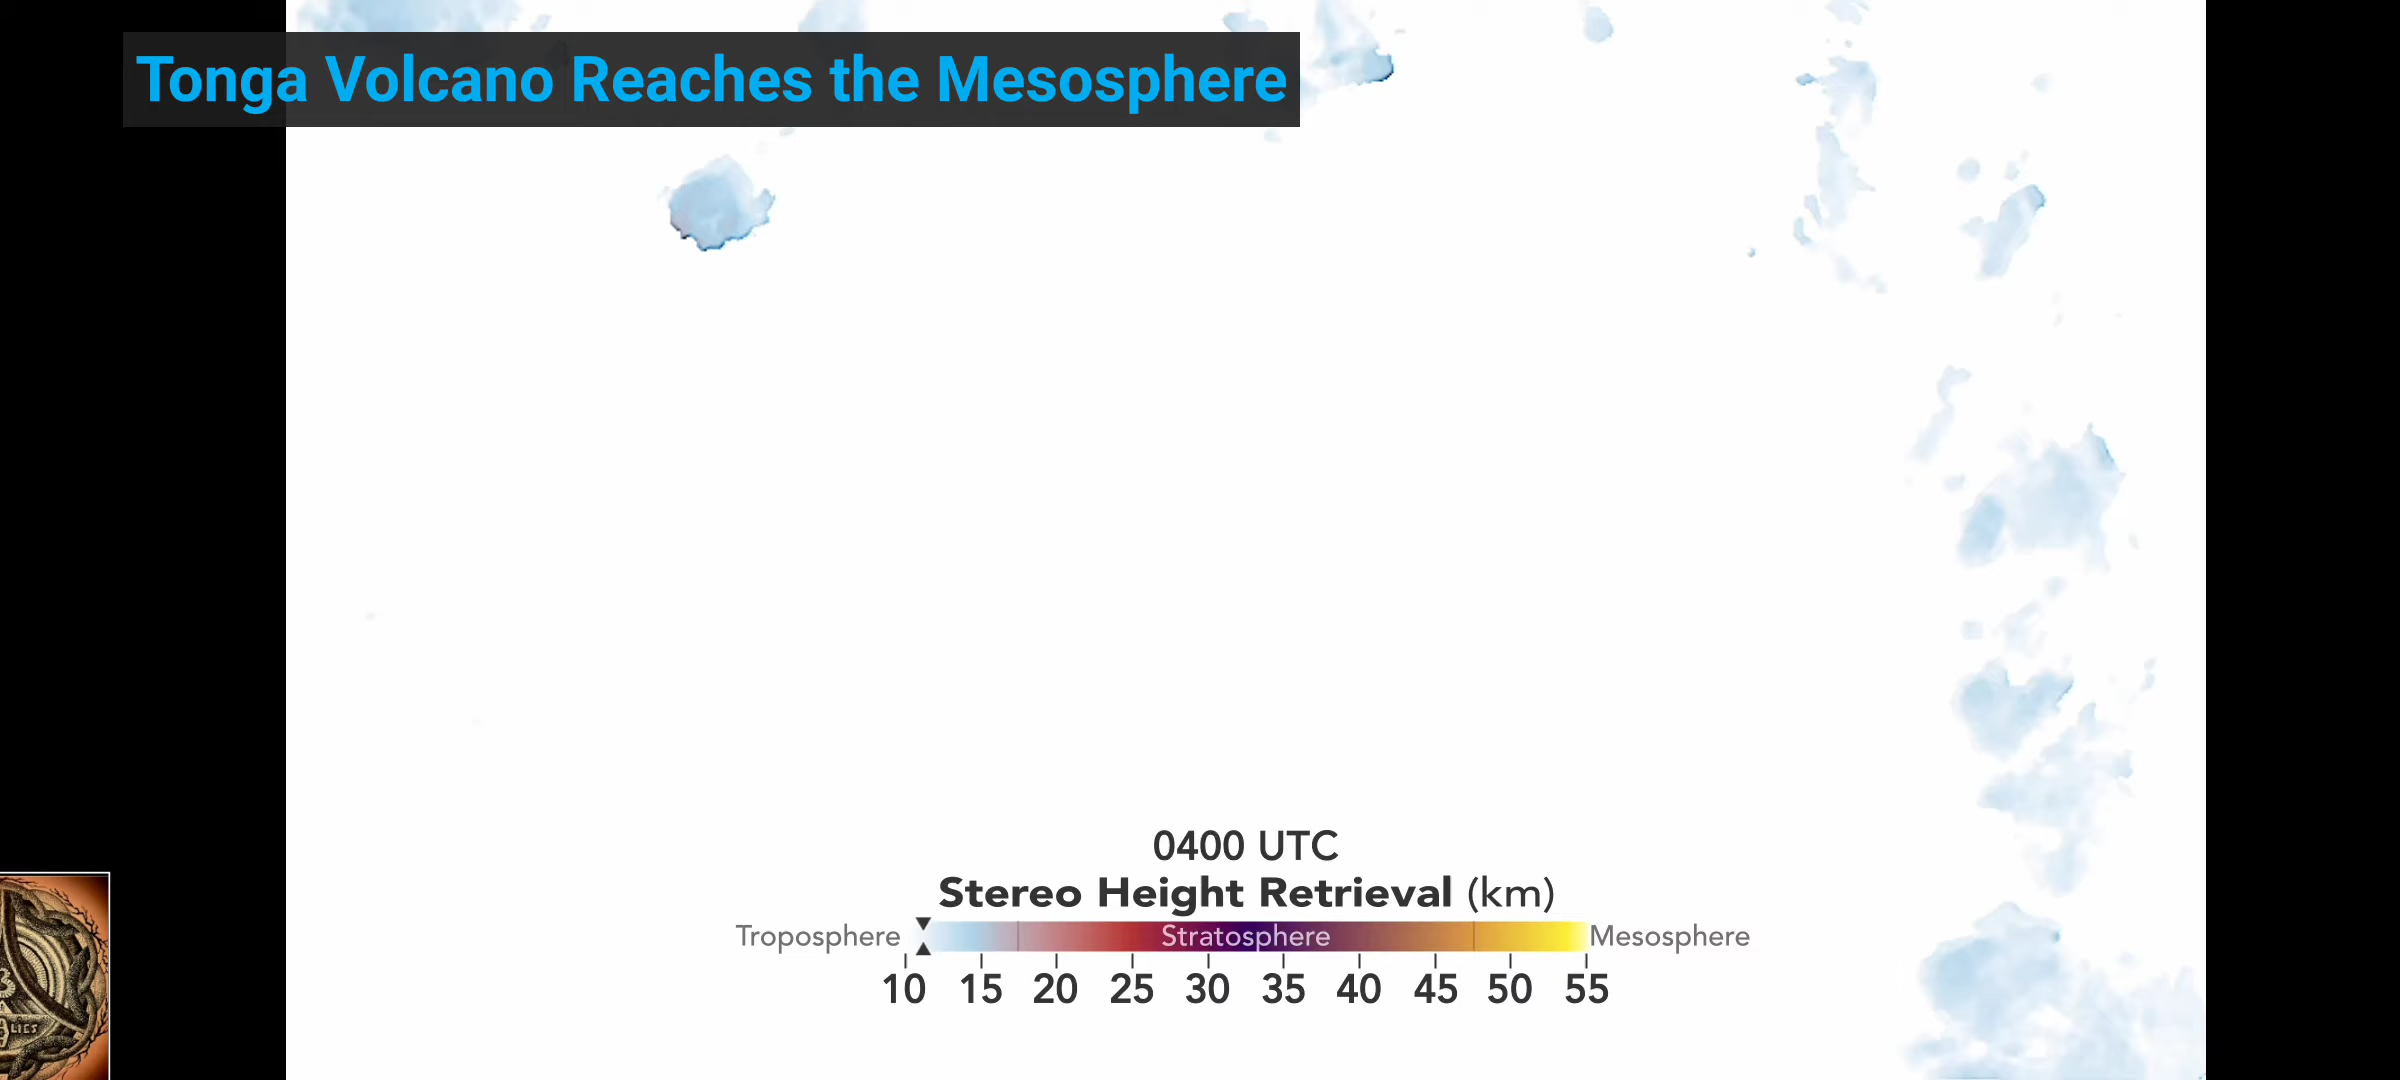 Tonga Volcano Reaches the Mesosphere
0400 UTC
Stereo Height Retrieval (km)
Troposphere Stratosphere Mesosphere
10 15 20 25 30 35 40 45 50 55